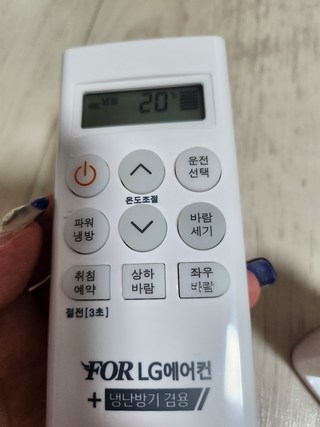 냉방 20℃
운전
선택
온도조절
파워
냉방
바람
세기
취침
예약
상하
바람
좌우
바람
절전[3초]
FOR LG에어컨
+ 냉난방기 겸용